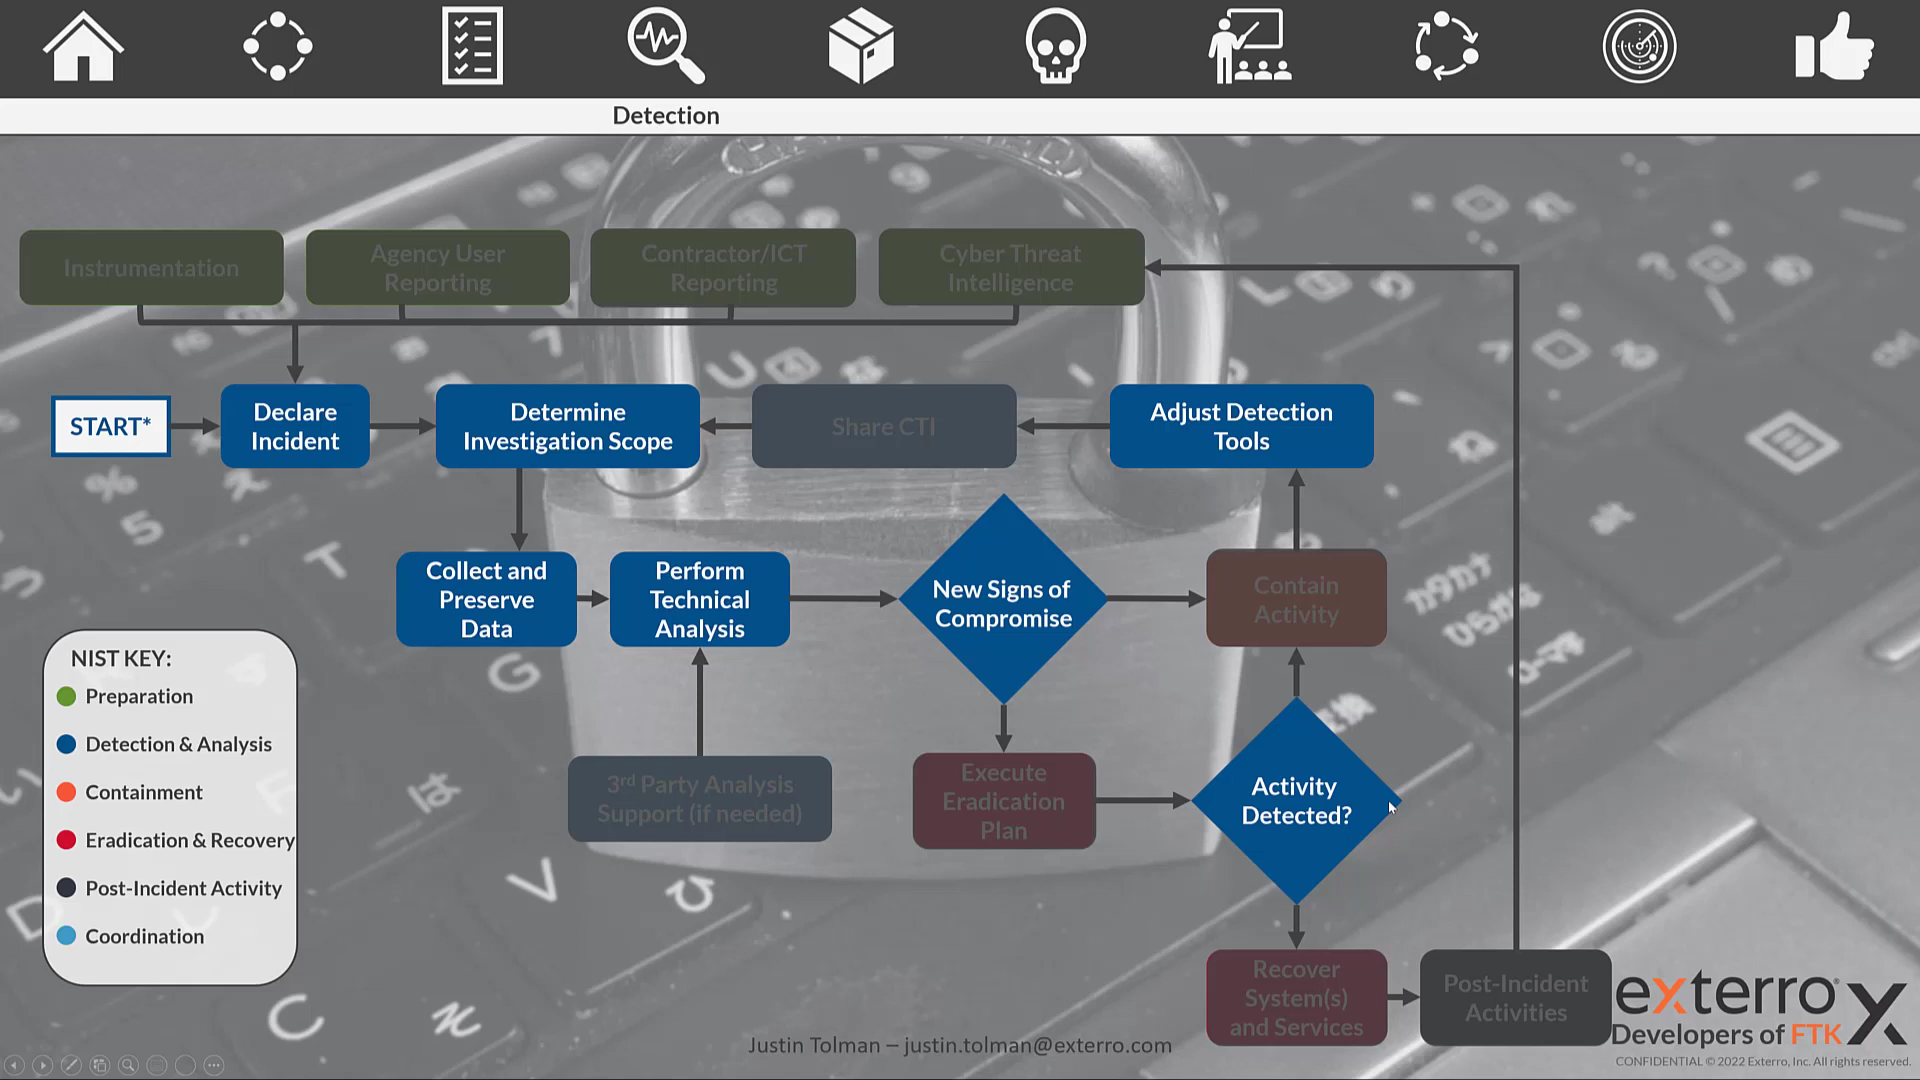 Detection
Instrumentation
Agency User
Reporting
Contractor/ICT
Reporting
Cyber Threat
Intelligence
START*
Declare
Incident
Determine
Investigation Scope
Share CTI
Adjust Detection
Tools
Collect and
Preserve
Data
Perform
Technical
Analysis
New Signs of
Compromise
Contain
Activity
NIST KEY:
Preparation
Detection & Analysis
Containment
Eradication & Recovery
Post-Incident Activity
Coordination
3rd Party Analysis
Support (if needed)
Execute
Eradication
Plan
Activity
Detected?
Recover
System(s)
and Services
Post-Incident
Activities
exterro
Developers of FTK
Justin Tolman – justin.tolman@exterro.com
CONFIDENTIAL © 2022 Exterro, Inc. All rights reserved.